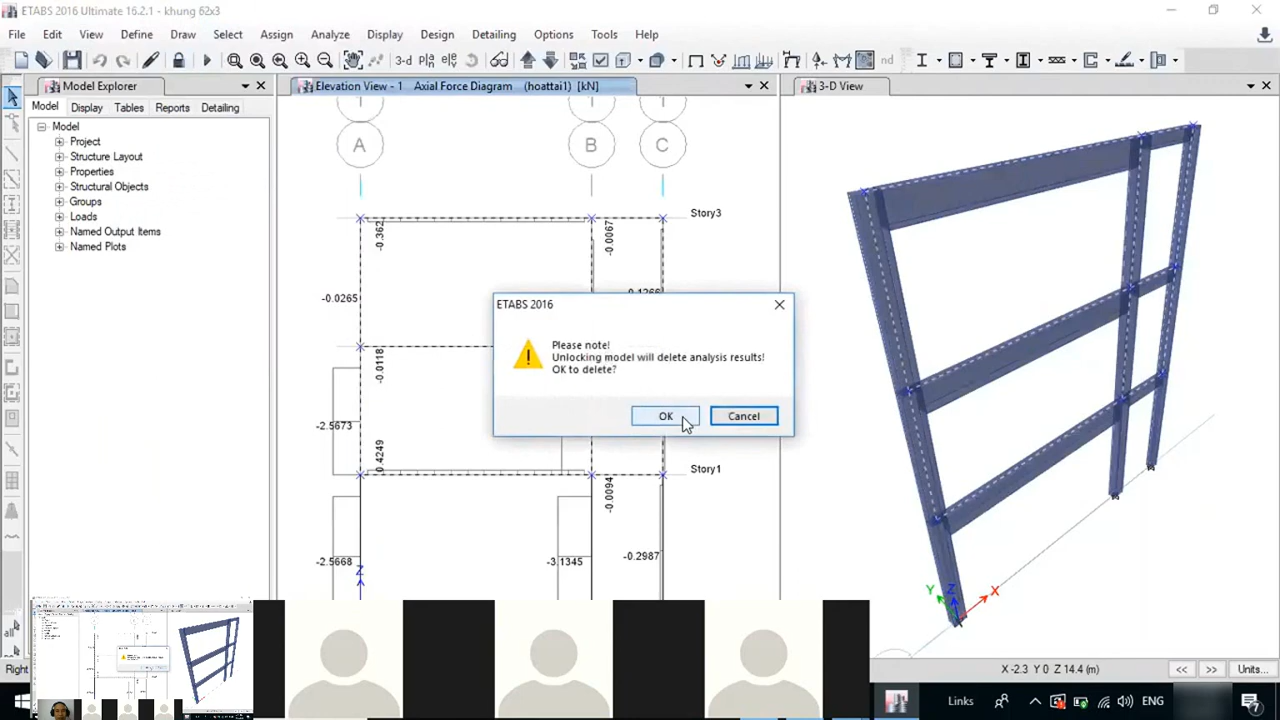 ETABS 2016 Ultimate 16.2.1 - khung 62x3
File Edit View Define Draw Select Assign Analyze Display Design Detailing Options Tools Help
3-d nd
Model Explorer
Elevation View - 1 Axial Force Diagram (hoattai1) [kN]
3-D View
Model Display Tables Reports Detailing
Model
Project
Structure Layout
Properties
Structural Objects
Groups
Loads
Named Output Items
Named Plots
A B C
Story3
-0.362
-0.0067
-0.0265
-0.0118
-2.5673
0.4249
Story1
-0.0094
-2.5668
-3.1345
-0.2987
Z
ETABS 2016
Please note!
Unlocking model will delete analysis results!
OK to delete?
OK Cancel
Y Z X
Right
X -2.3 Y 0 Z 14.4 (m)
<< >> Units...
Links
ENG
7